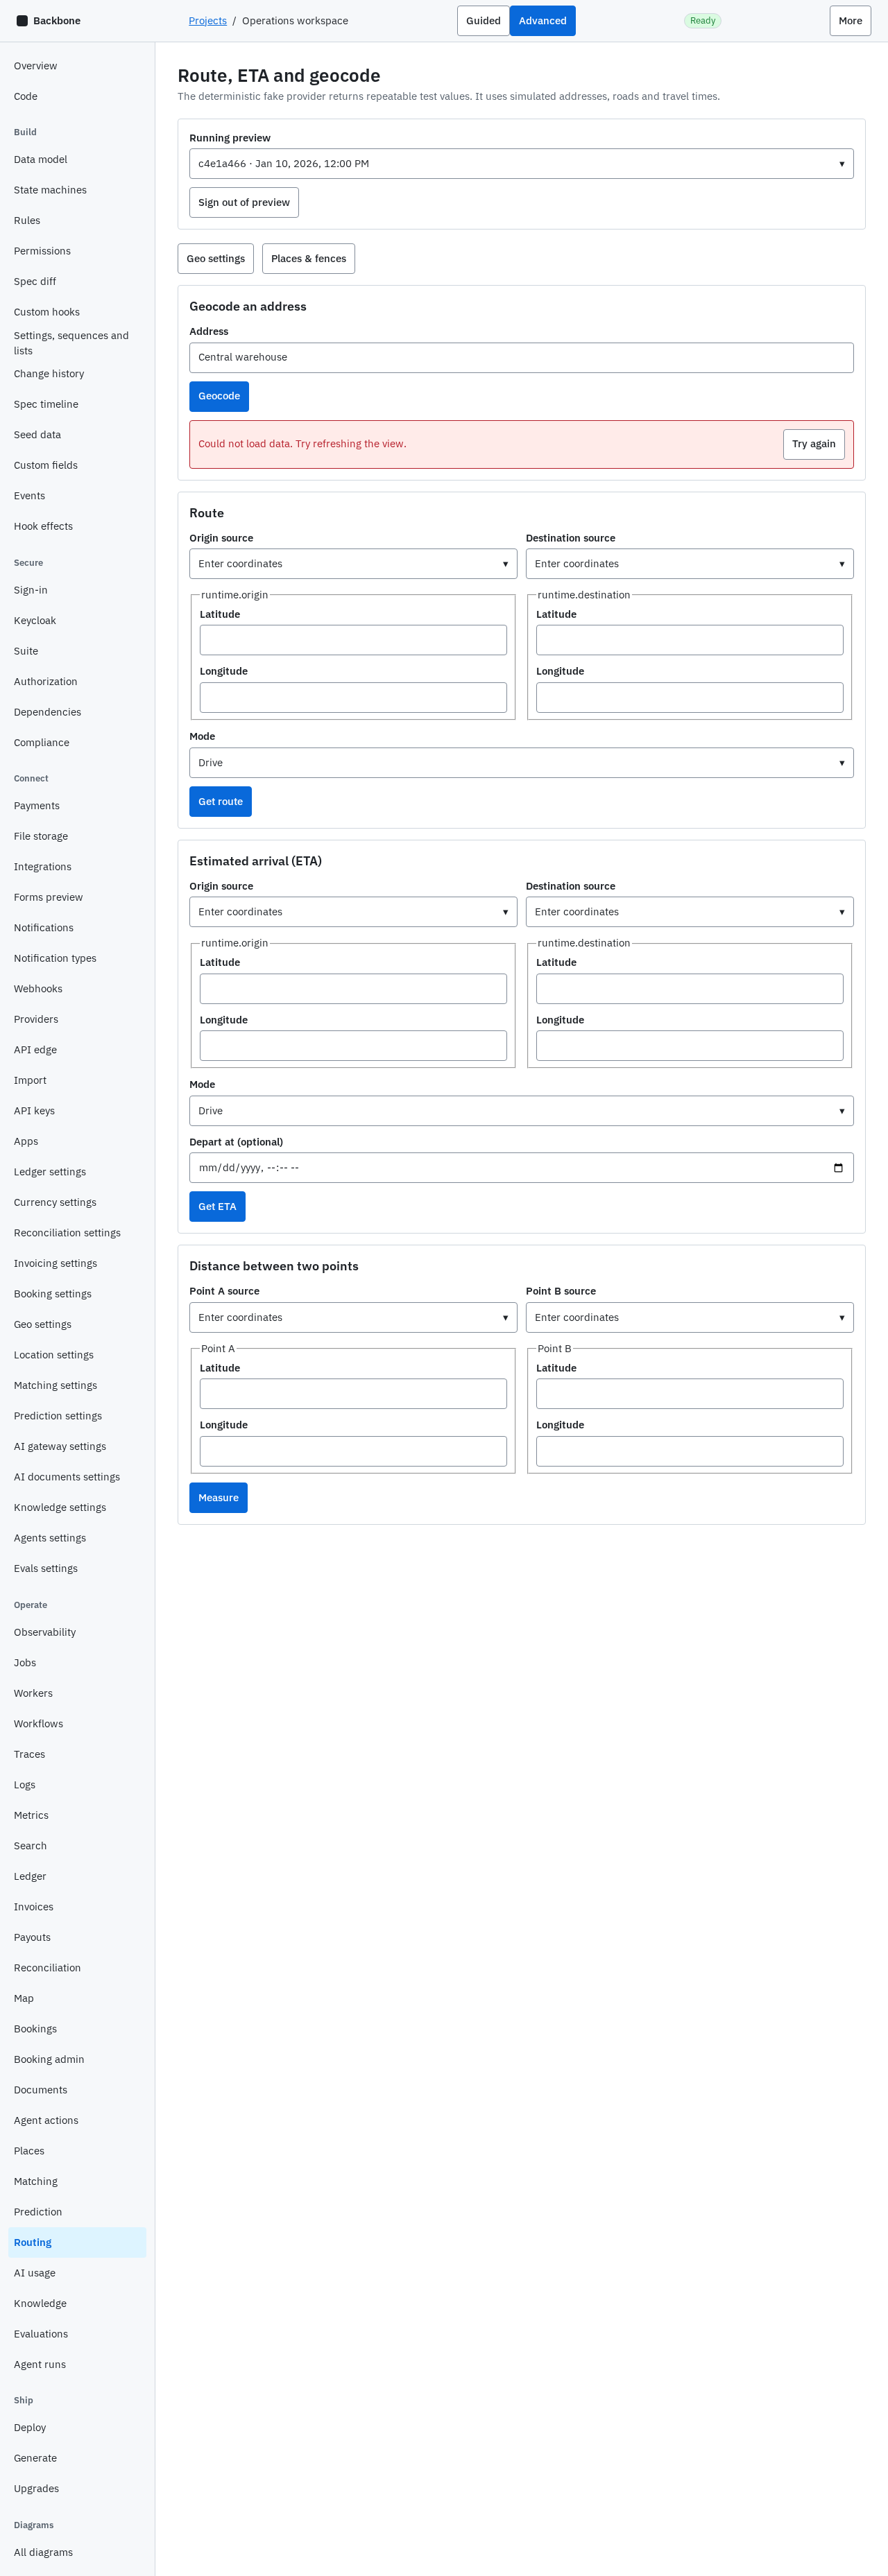 Backbone
Projects / Operations workspace
Guided
Advanced
Ready
More
Overview
Code
Build
Data model
State machines
Rules
Permissions
Spec diff
Custom hooks
Settings, sequences and
lists
Change history
Spec timeline
Seed data
Custom fields
Events
Hook effects
Secure
Sign-in
Keycloak
Suite
Authorization
Dependencies
Compliance
Connect
Payments
File storage
Integrations
Forms preview
Notifications
Notification types
Webhooks
Providers
API edge
Import
API keys
Apps
Ledger settings
Currency settings
Reconciliation settings
Invoicing settings
Booking settings
Geo settings
Location settings
Matching settings
Prediction settings
AI gateway settings
AI documents settings
Knowledge settings
Agents settings
Evals settings
Operate
Observability
Jobs
Workers
Workflows
Traces
Logs
Metrics
Search
Ledger
Invoices
Payouts
Reconciliation
Map
Bookings
Booking admin
Documents
Agent actions
Places
Matching
Prediction
Routing
AI usage
Knowledge
Evaluations
Agent runs
Ship
Deploy
Generate
Upgrades
Diagrams
All diagrams
Route, ETA and geocode
The deterministic fake provider returns repeatable test values. It uses simulated addresses, roads and travel times.
Running preview
c4e1a466 · Jan 10, 2026, 12:00 PM
Sign out of preview
Geo settings
Places & fences
Geocode an address
Address
Central warehouse
Geocode
Could not load data. Try refreshing the view.
Try again
Route
Origin source
Destination source
Enter coordinates
Enter coordinates
runtime.origin
runtime.destination
Latitude
Latitude
Longitude
Longitude
Mode
Drive
Get route
Estimated arrival (ETA)
Origin source
Destination source
Enter coordinates
Enter coordinates
runtime.origin
runtime.destination
Latitude
Latitude
Longitude
Longitude
Mode
Drive
Depart at (optional)
mm/dd/yyyy, --:-- --
Get ETA
Distance between two points
Point A source
Point B source
Enter coordinates
Enter coordinates
Point A
Point B
Latitude
Latitude
Longitude
Longitude
Measure